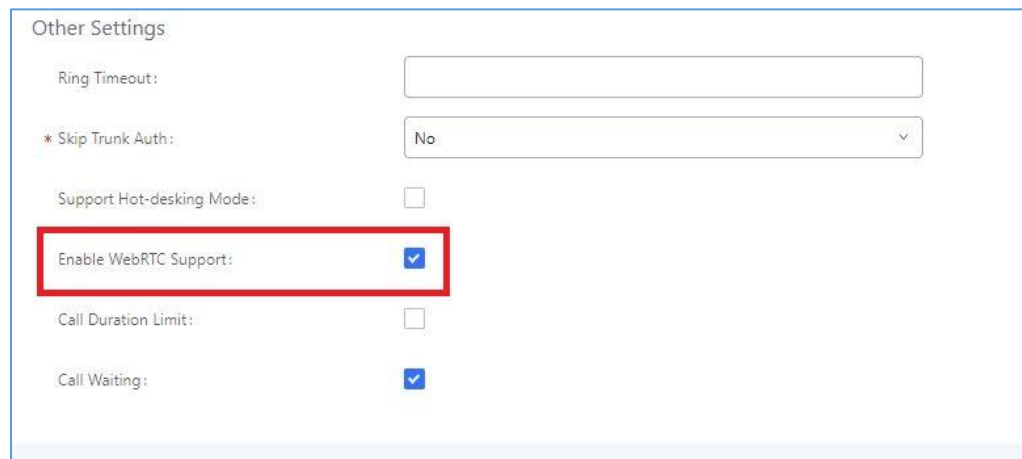 Other Settings
Ring Timeout:
* Skip Trunk Auth: No
Support Hot-desking Mode:
Enable WebRTC Support:
Call Duration Limit:
Call Waiting: